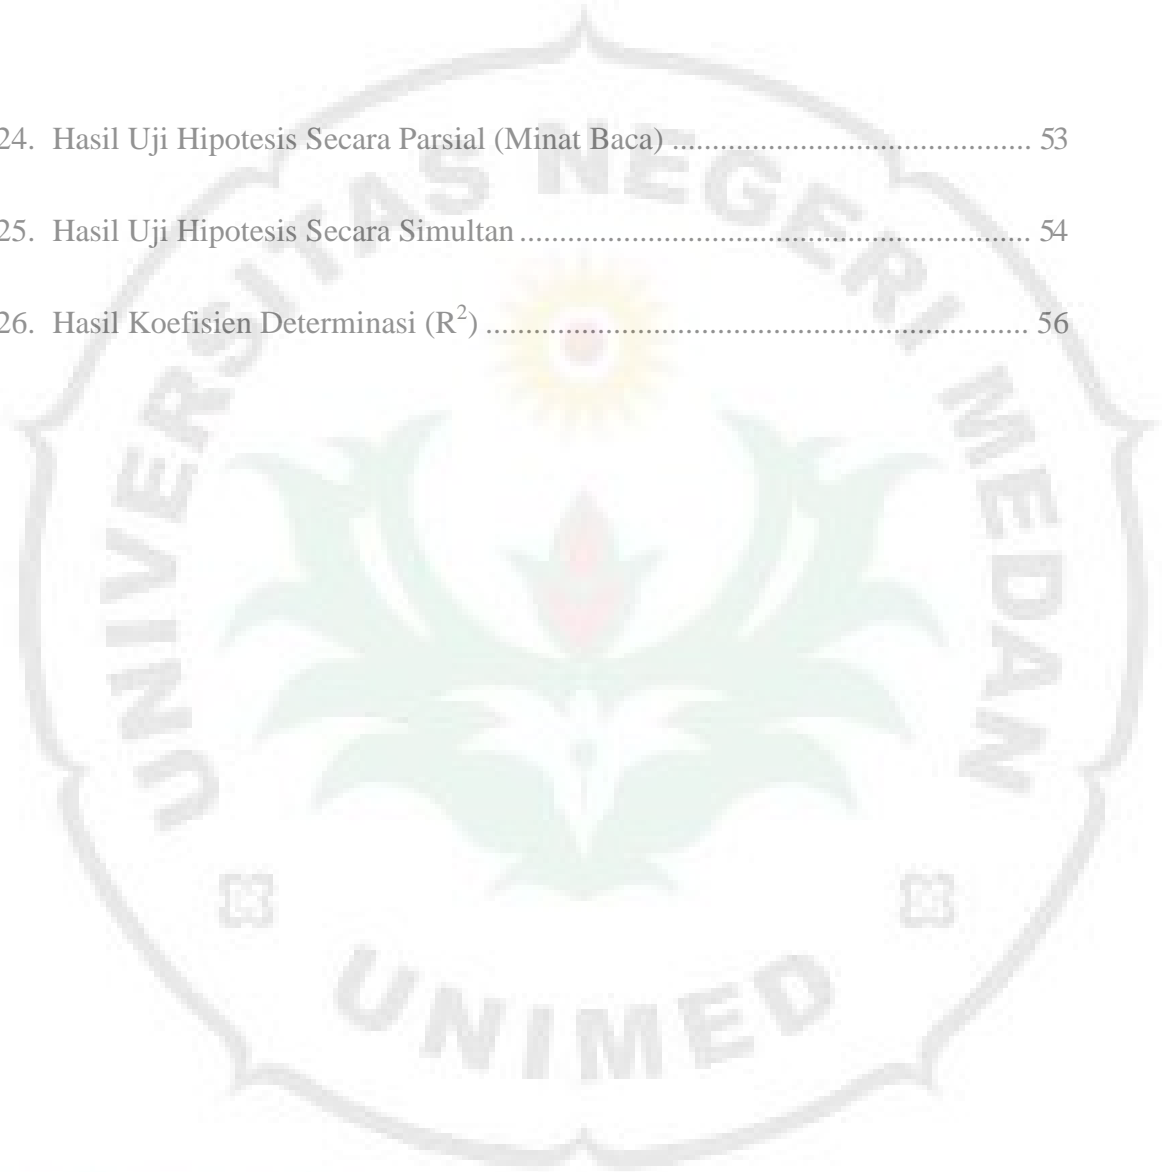 24. Hasil Uji Hipotesis Secara Parsial (Minat Baca) ...................................... 53
25. Hasil Uji Hipotesis Secara Simultan ...................................................... 54
26. Hasil Koefisien Determinasi (R²) ......................................................... 56
UNIVERSITAS NEGERI MEDAN
UNIMED